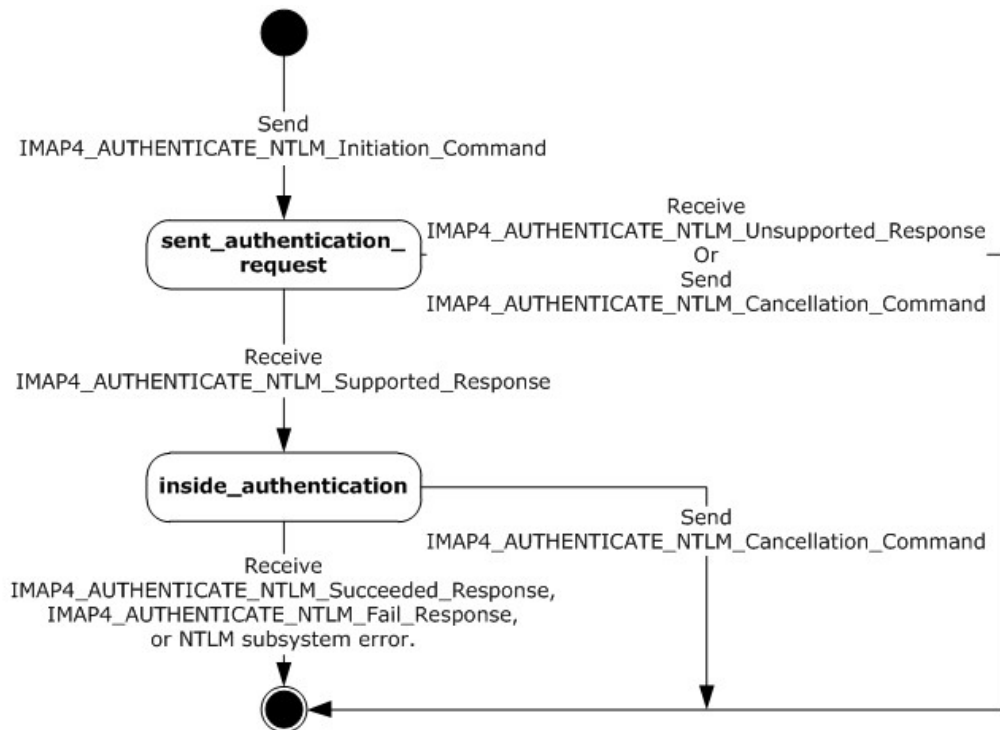 Send
IMAP4_AUTHENTICATE_NTLM_Initiation_Command
sent_authentication_
request
Receive
IMAP4_AUTHENTICATE_NTLM_Unsupported_Response
Or
Send
IMAP4_AUTHENTICATE_NTLM_Cancellation_Command
Receive
IMAP4_AUTHENTICATE_NTLM_Supported_Response
inside_authentication
Send
IMAP4_AUTHENTICATE_NTLM_Cancellation_Command
Receive
IMAP4_AUTHENTICATE_NTLM_Succeeded_Response,
IMAP4_AUTHENTICATE_NTLM_Fail_Response,
or NTLM subsystem error.